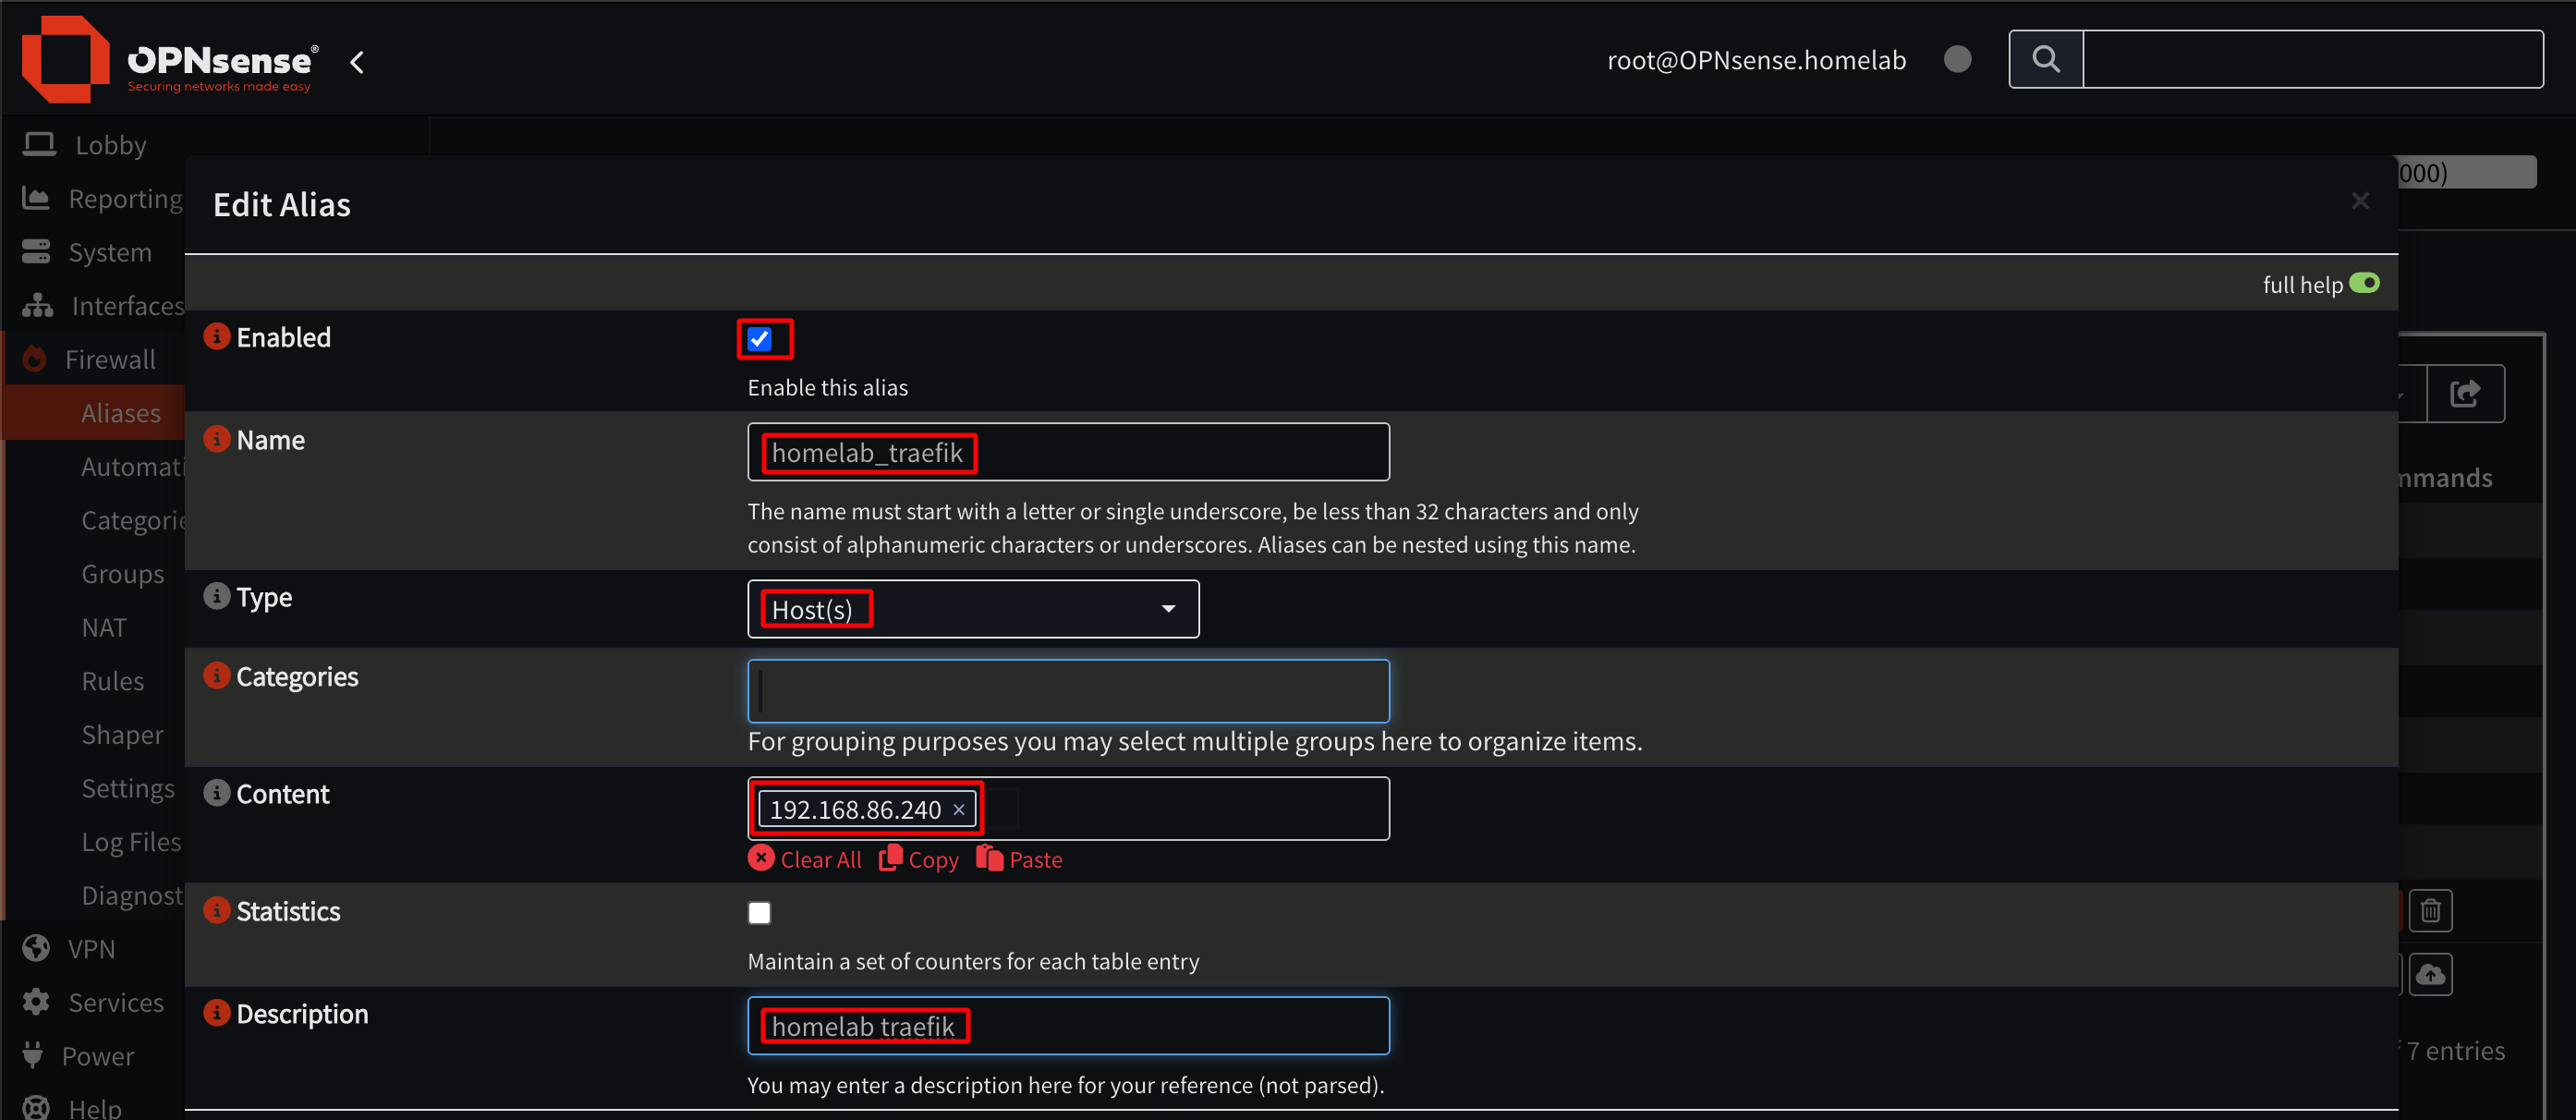 OPNsense®
Securing networks made easy
root@OPNsense.homelab
Lobby
Reporting
System
Interfaces
Firewall
Aliases
Automati
Categorie
Groups
NAT
Rules
Shaper
Settings
Log Files
Diagnost
VPN
Services
Power
Help
000)
mmands
7 entries
Edit Alias
full help
Enabled
Enable this alias
Name
homelab_traefik
The name must start with a letter or single underscore, be less than 32 characters and only
consist of alphanumeric characters or underscores. Aliases can be nested using this name.
Type
Host(s)
Categories
For grouping purposes you may select multiple groups here to organize items.
Content
192.168.86.240 ×
Clear All Copy Paste
Statistics
Maintain a set of counters for each table entry
Description
homelab traefik
You may enter a description here for your reference (not parsed).